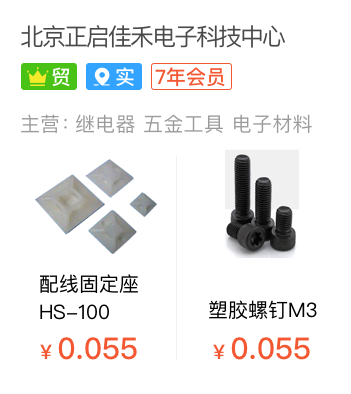 北京正启佳禾电子科技中心
贸 实 7年会员
主营: 继电器 五金工具 电子材料
配线固定座
HS-100
¥ 0.055
塑胶螺钉M3
¥ 0.055